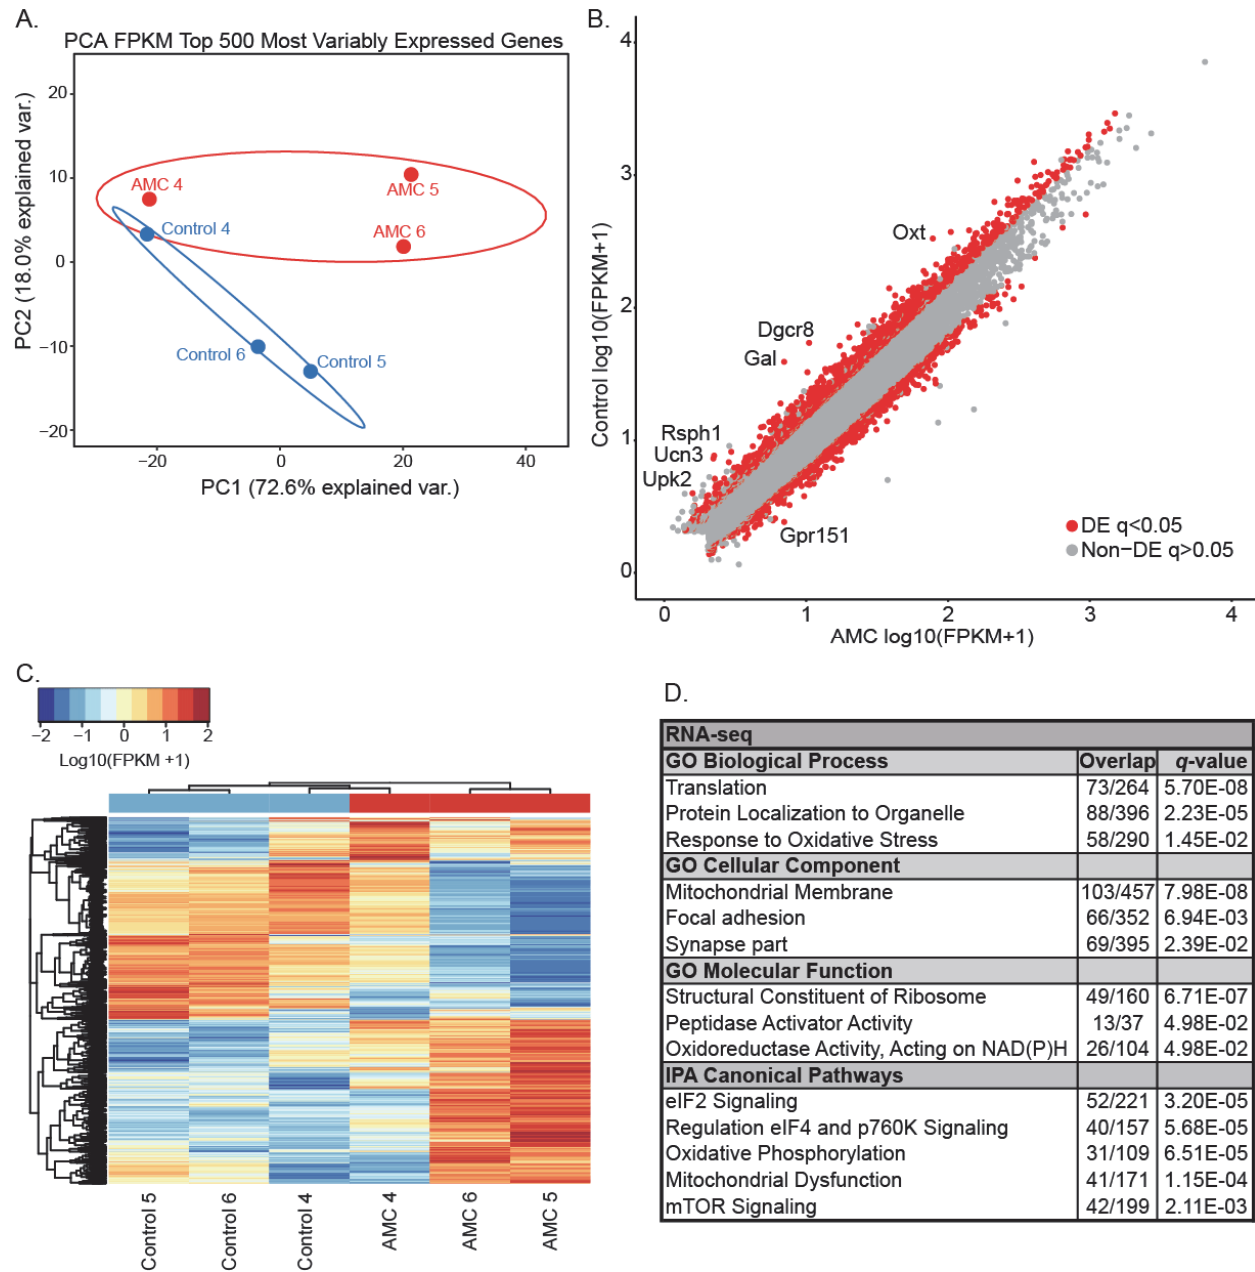 A.
PCA FPKM Top 500 Most Variably Expressed Genes
PC2 (18.0% explained var.)
20
10
0
−10
−20
AMC 4
Control 4
AMC 5
AMC 6
Control 6
Control 5
−20 0 20 40
PC1 (72.6% explained var.)
B.
Control log10(FPKM+1)
4
3
2
1
0
Oxt
Dgcr8
Gal
Rsph1
Ucn3
Upk2
Gpr151
DE q<0.05
Non−DE q>0.05
0 1 2 3 4
AMC log10(FPKM+1)
C.
−2 −1 0 1 2
Log10(FPKM +1)
Control 5
Control 6
Control 4
AMC 4
AMC 6
AMC 5
D.
RNA-seq
GO Biological Process Overlap q-value
Translation 73/264 5.70E-08
Protein Localization to Organelle 88/396 2.23E-05
Response to Oxidative Stress 58/290 1.45E-02
GO Cellular Component
Mitochondrial Membrane 103/457 7.98E-08
Focal adhesion 66/352 6.94E-03
Synapse part 69/395 2.39E-02
GO Molecular Function
Structural Constituent of Ribosome 49/160 6.71E-07
Peptidase Activator Activity 13/37 4.98E-02
Oxidoreductase Activity, Acting on NAD(P)H 26/104 4.98E-02
IPA Canonical Pathways
eIF2 Signaling 52/221 3.20E-05
Regulation eIF4 and p760K Signaling 40/157 5.68E-05
Oxidative Phosphorylation 31/109 6.51E-05
Mitochondrial Dysfunction 41/171 1.15E-04
mTOR Signaling 42/199 2.11E-03